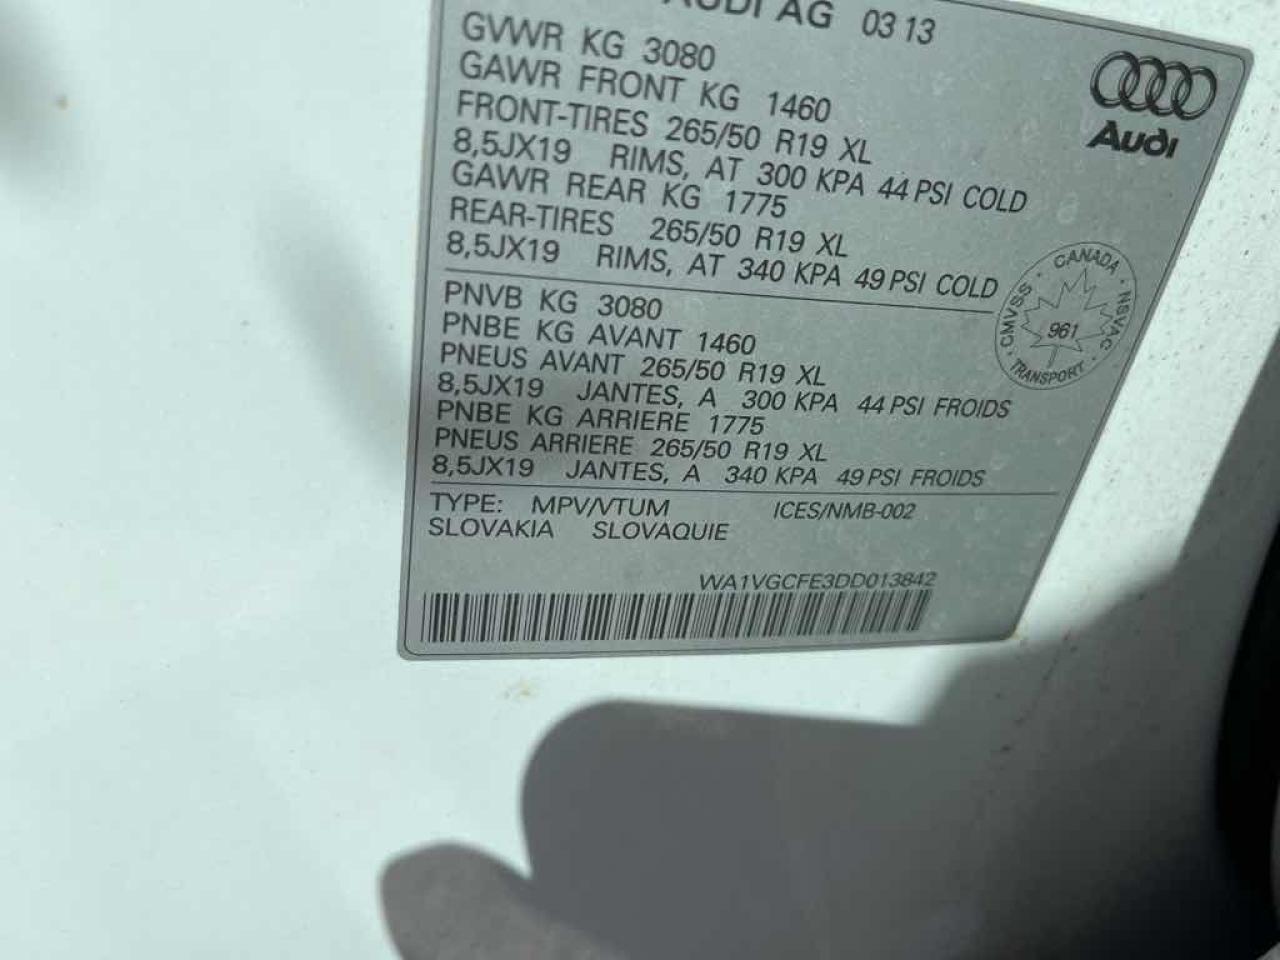 AUDI AG 03 13
GVWR KG 3080
GAWR FRONT KG 1460
FRONT-TIRES 265/50 R19 XL
8,5JX19 RIMS, AT 300 KPA 44 PSI COLD
GAWR REAR KG 1775
REAR-TIRES 265/50 R19 XL
8,5JX19 RIMS, AT 340 KPA 49 PSI COLD
Audi
CANADA
CMVSS · NSVAC
961
TRANSPORT
PNVB KG 3080
PNBE KG AVANT 1460
PNEUS AVANT 265/50 R19 XL
8,5JX19 JANTES, A 300 KPA 44 PSI FROIDS
PNBE KG ARRIERE 1775
PNEUS ARRIERE 265/50 R19 XL
8,5JX19 JANTES, A 340 KPA 49 PSI FROIDS
TYPE: MPV/VTUM ICES/NMB-002
SLOVAKIA SLOVAQUIE
WA1VGCFE3DD013842